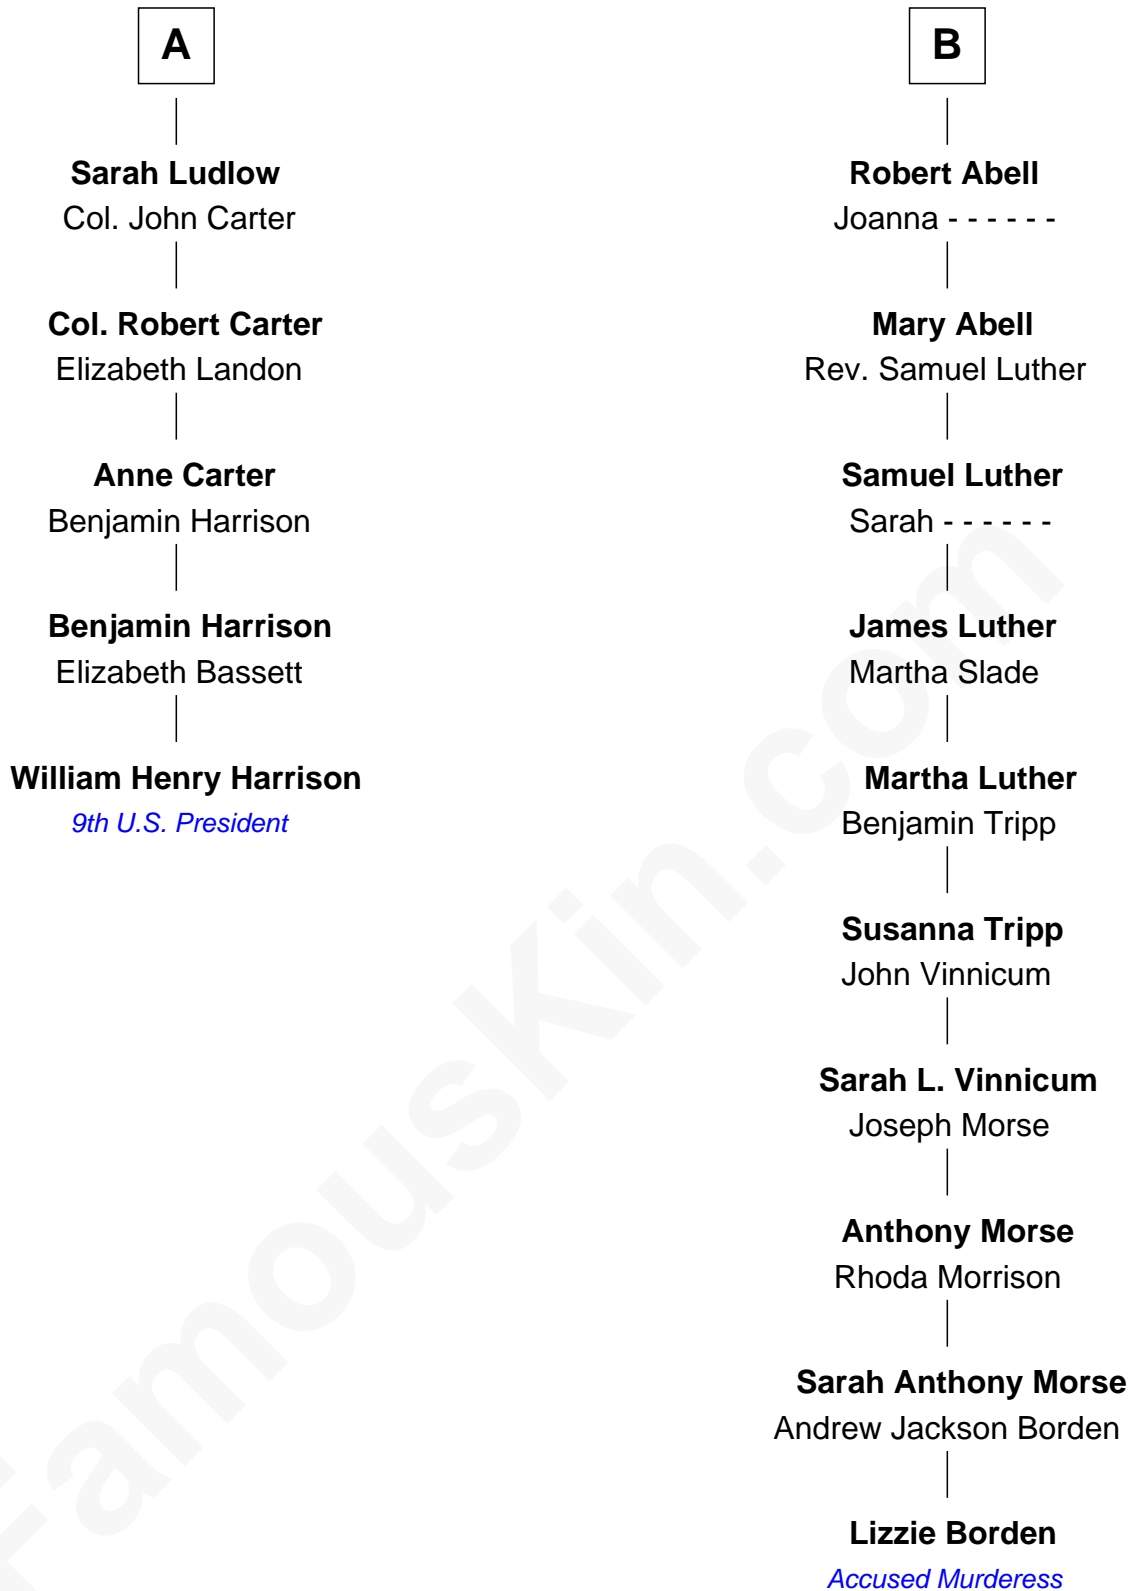 A
Sarah Ludlow
Col. John Carter
Col. Robert Carter
Elizabeth Landon
Anne Carter
Benjamin Harrison
Benjamin Harrison
Elizabeth Bassett
William Henry Harrison
9th U.S. President
B
Robert Abell
Joanna - - - - - -
Mary Abell
Rev. Samuel Luther
Samuel Luther
Sarah - - - - - -
James Luther
Martha Slade
Martha Luther
Benjamin Tripp
Susanna Tripp
John Vinnicum
Sarah L. Vinnicum
Joseph Morse
Anthony Morse
Rhoda Morrison
Sarah Anthony Morse
Andrew Jackson Borden
Lizzie Borden
Accused Murderess
FamousKin.com